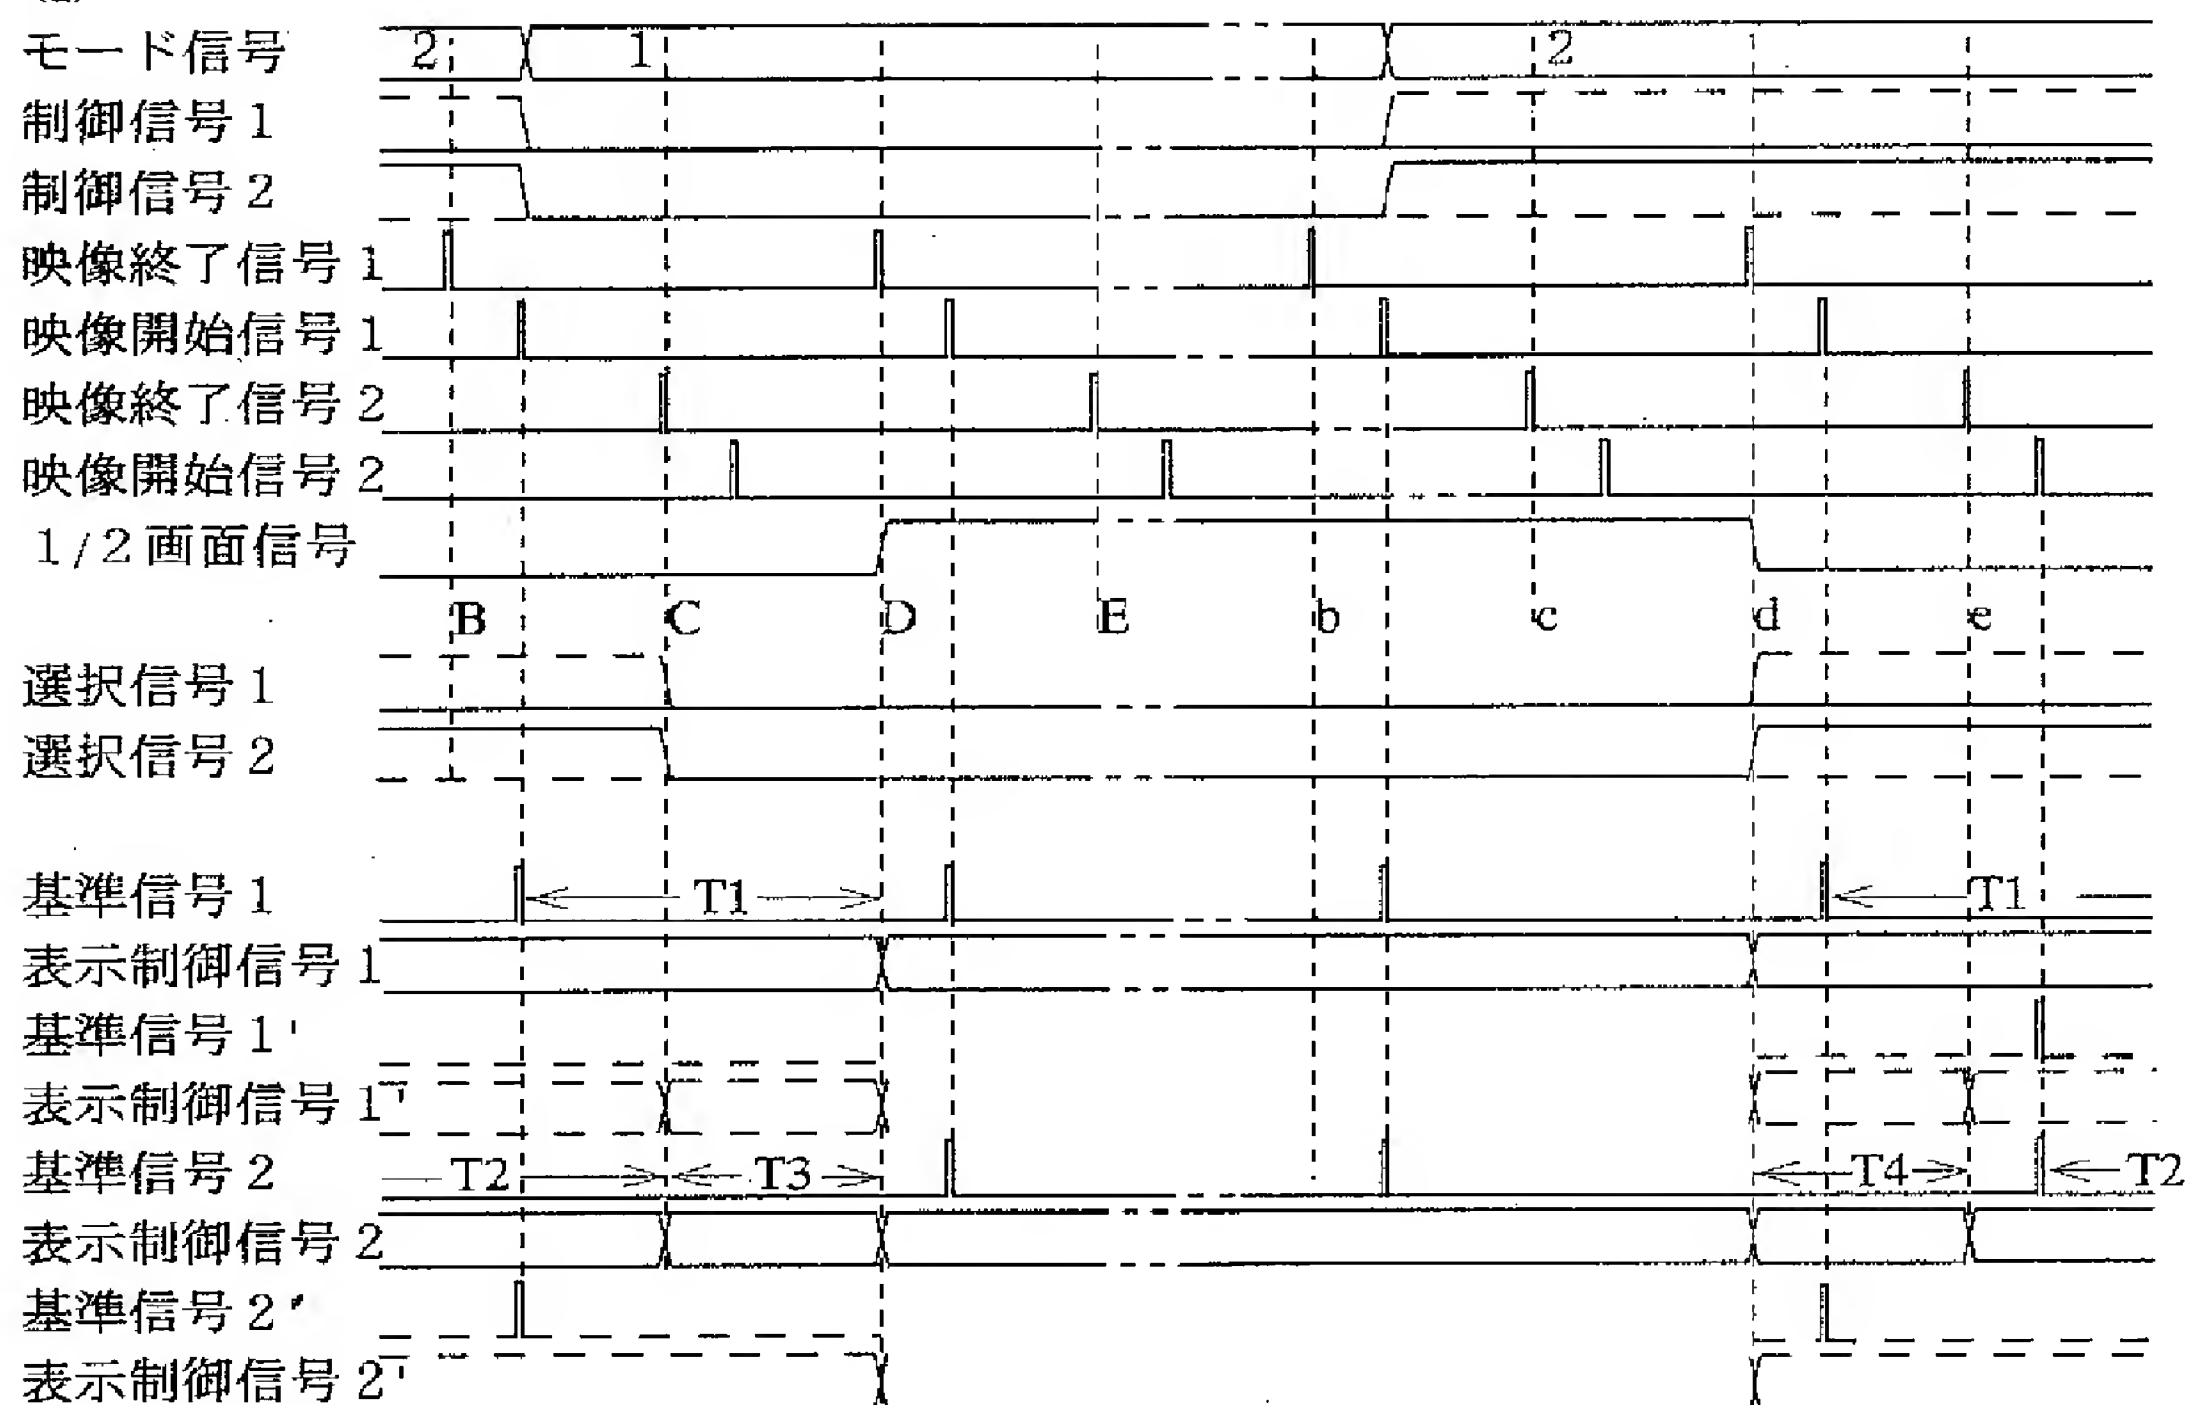 モード信号 2 1 2
制御信号1
制御信号2
映像終了信号1
映像開始信号1
映像終了信号2
映像開始信号2
1/2画面信号
B C D E b c d e
選択信号1
選択信号2
基準信号1 T1 T1
表示制御信号1
基準信号1'
表示制御信号1'
基準信号2 T2 T3 T4 T2
表示制御信号2
基準信号2'
表示制御信号2'